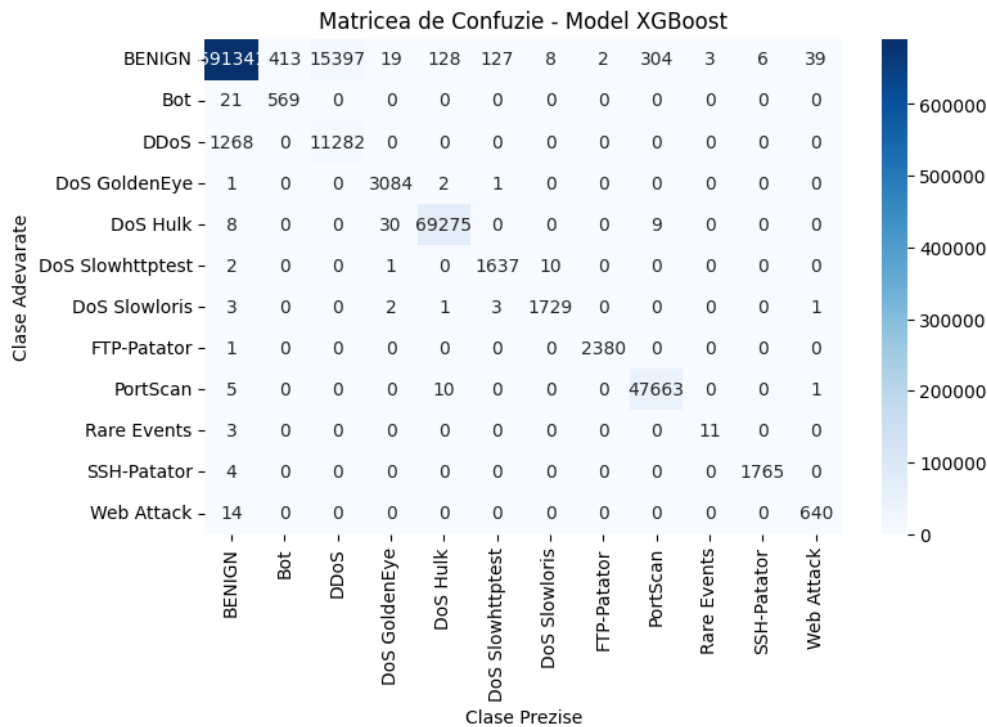 Matricea de Confuzie - Model XGBoost
BENIGN 413 15397 19 128 127 8 2 304 3 6 39
Bot 21 569 0 0 0 0 0 0 0 0 0 0
DDoS 1268 0 11282 0 0 0 0 0 0 0 0 0
DoS GoldenEye 1 0 0 3084 2 1 0 0 0 0 0 0
DoS Hulk 8 0 0 30 69275 0 0 0 9 0 0 0
DoS Slowhttptest 2 0 0 1 0 1637 10 0 0 0 0 0
DoS Slowloris 3 0 0 2 1 3 1729 0 0 0 0 1
FTP-Patator 1 0 0 0 0 0 0 2380 0 0 0 0
PortScan 5 0 0 0 10 0 0 0 47663 0 0 1
Rare Events 3 0 0 0 0 0 0 0 0 11 0 0
SSH-Patator 4 0 0 0 0 0 0 0 0 0 1765 0
Web Attack 14 0 0 0 0 0 0 0 0 0 0 640
Clase Adevarate
BENIGN
Bot
DDoS
DoS GoldenEye
DoS Hulk
DoS Slowhttptest
DoS Slowloris
FTP-Patator
PortScan
Rare Events
SSH-Patator
Web Attack
Clase Prezise
600000
500000
400000
300000
200000
100000
0